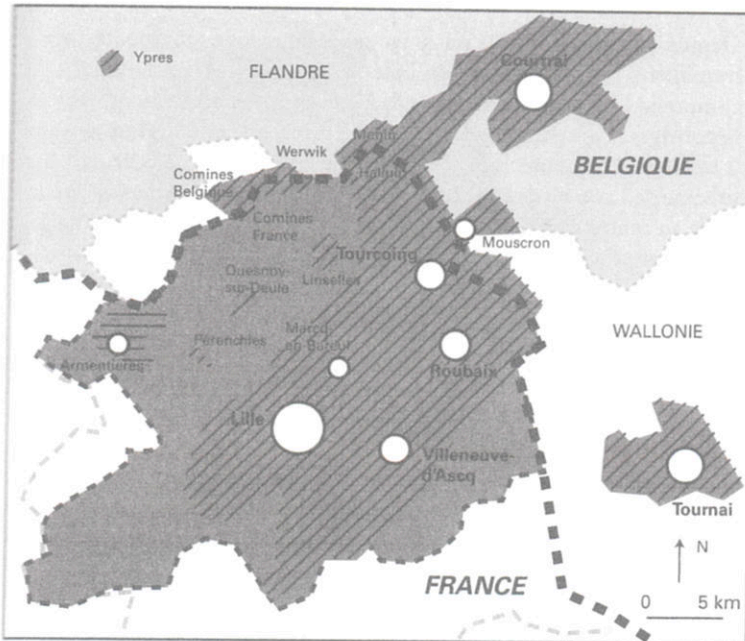 Ypres
FLANDRE
Courtrai
Menin
Werwik
Halluin
BELGIQUE
Comines
Belgique
Comines
France
Mouscron
Tourcoing
Quesnoy-
sur-Deule
Linselles
WALLONIE
Pérenchies
Marcq-
en-Barœul
Armentières
Roubaix
Lille
Villeneuve-
d'Ascq
Tournai
FRANCE
N
0 5 km